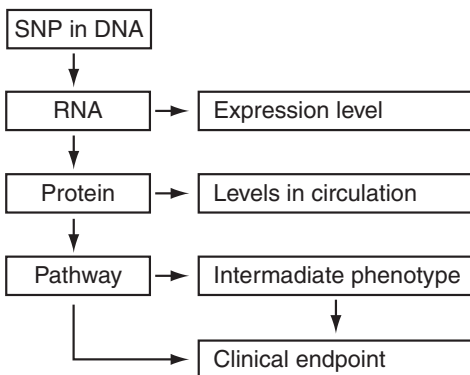 SNP in DNA
RNA
Expression level
Protein
Levels in circulation
Pathway
Intermadiate phenotype
Clinical endpoint